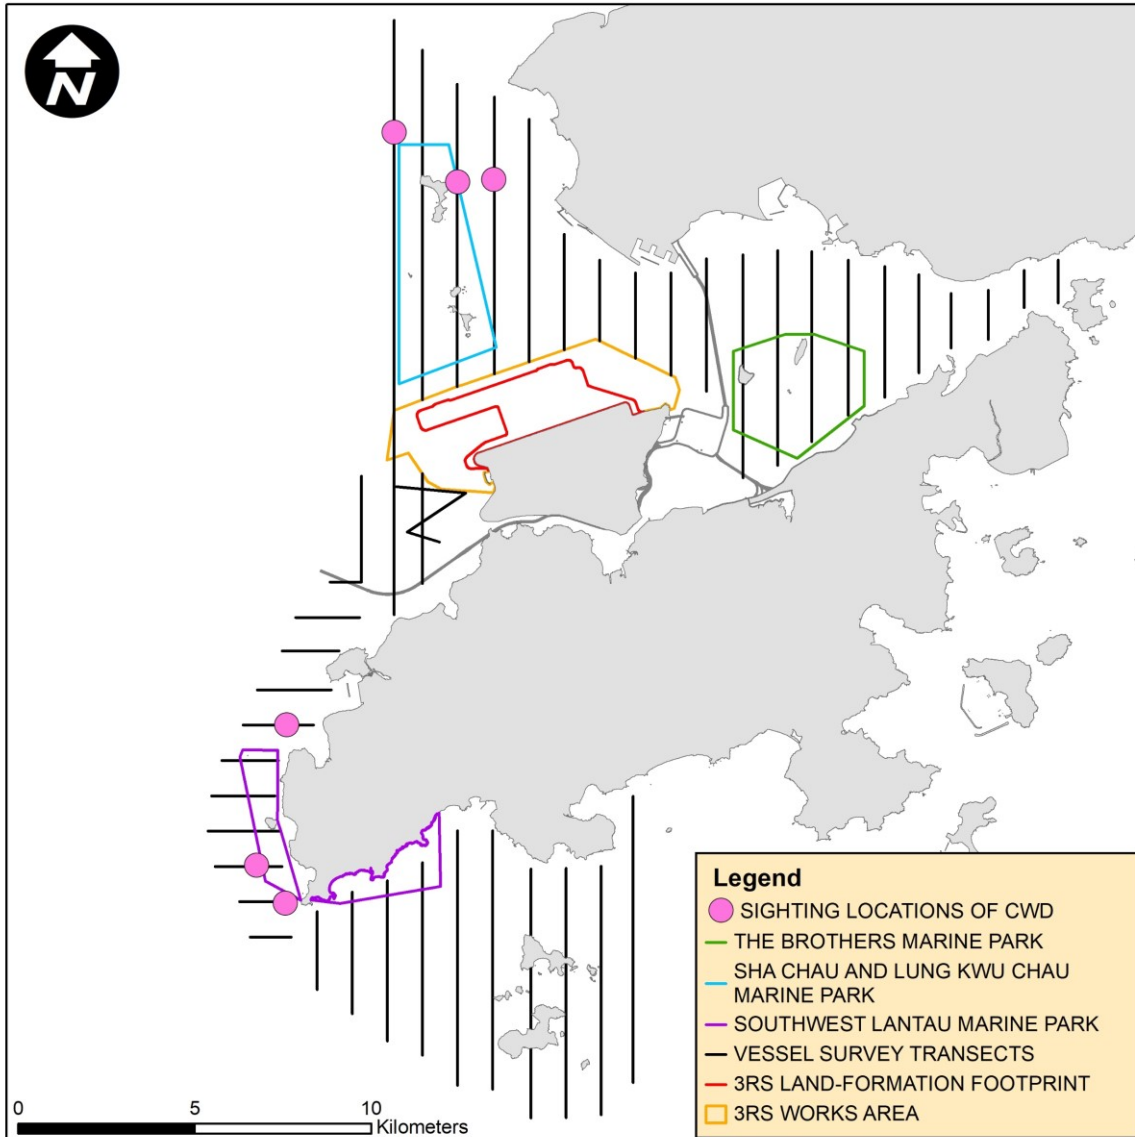 N
Legend
SIGHTING LOCATIONS OF CWD
THE BROTHERS MARINE PARK
SHA CHAU AND LUNG KWU CHAU
MARINE PARK
SOUTHWEST LANTAU MARINE PARK
VESSEL SURVEY TRANSECTS
3RS LAND-FORMATION FOOTPRINT
3RS WORKS AREA
0 5 10
Kilometers